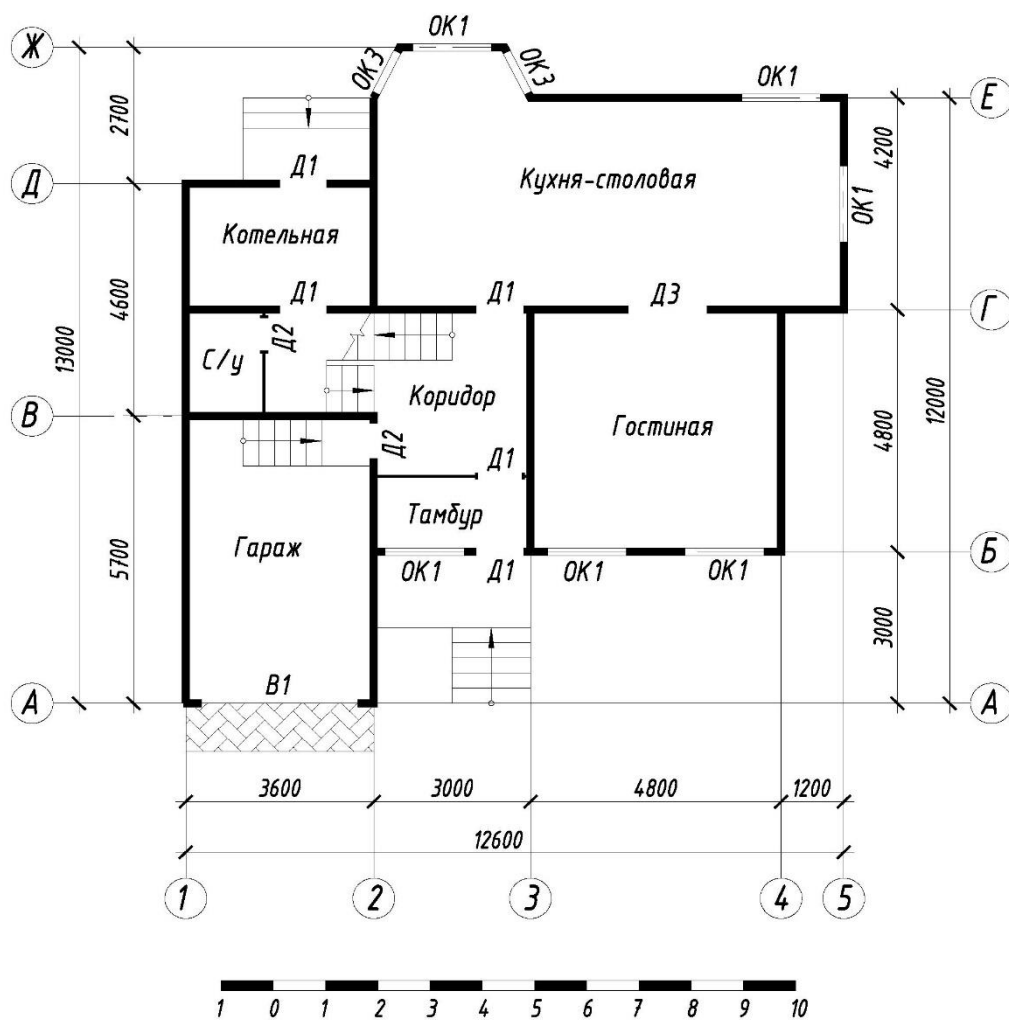 ОК1
Ж
ОК3
ОК3
ОК1
Е
2700
4200
Д1
Кухня-столовая
Д
ОК1
Котельная
Д1
Д1
Д3
Г
4600
13000
Д2
С/у
Коридор
12000
В
Д2
Гостиная
4800
Д1
Тамбур
Гараж
5700
ОК1
Д1
ОК1
ОК1
Б
3000
В1
А
А
3600
3000
4800
1200
12600
1
2
3
4
5
1 0 1 2 3 4 5 6 7 8 9 10